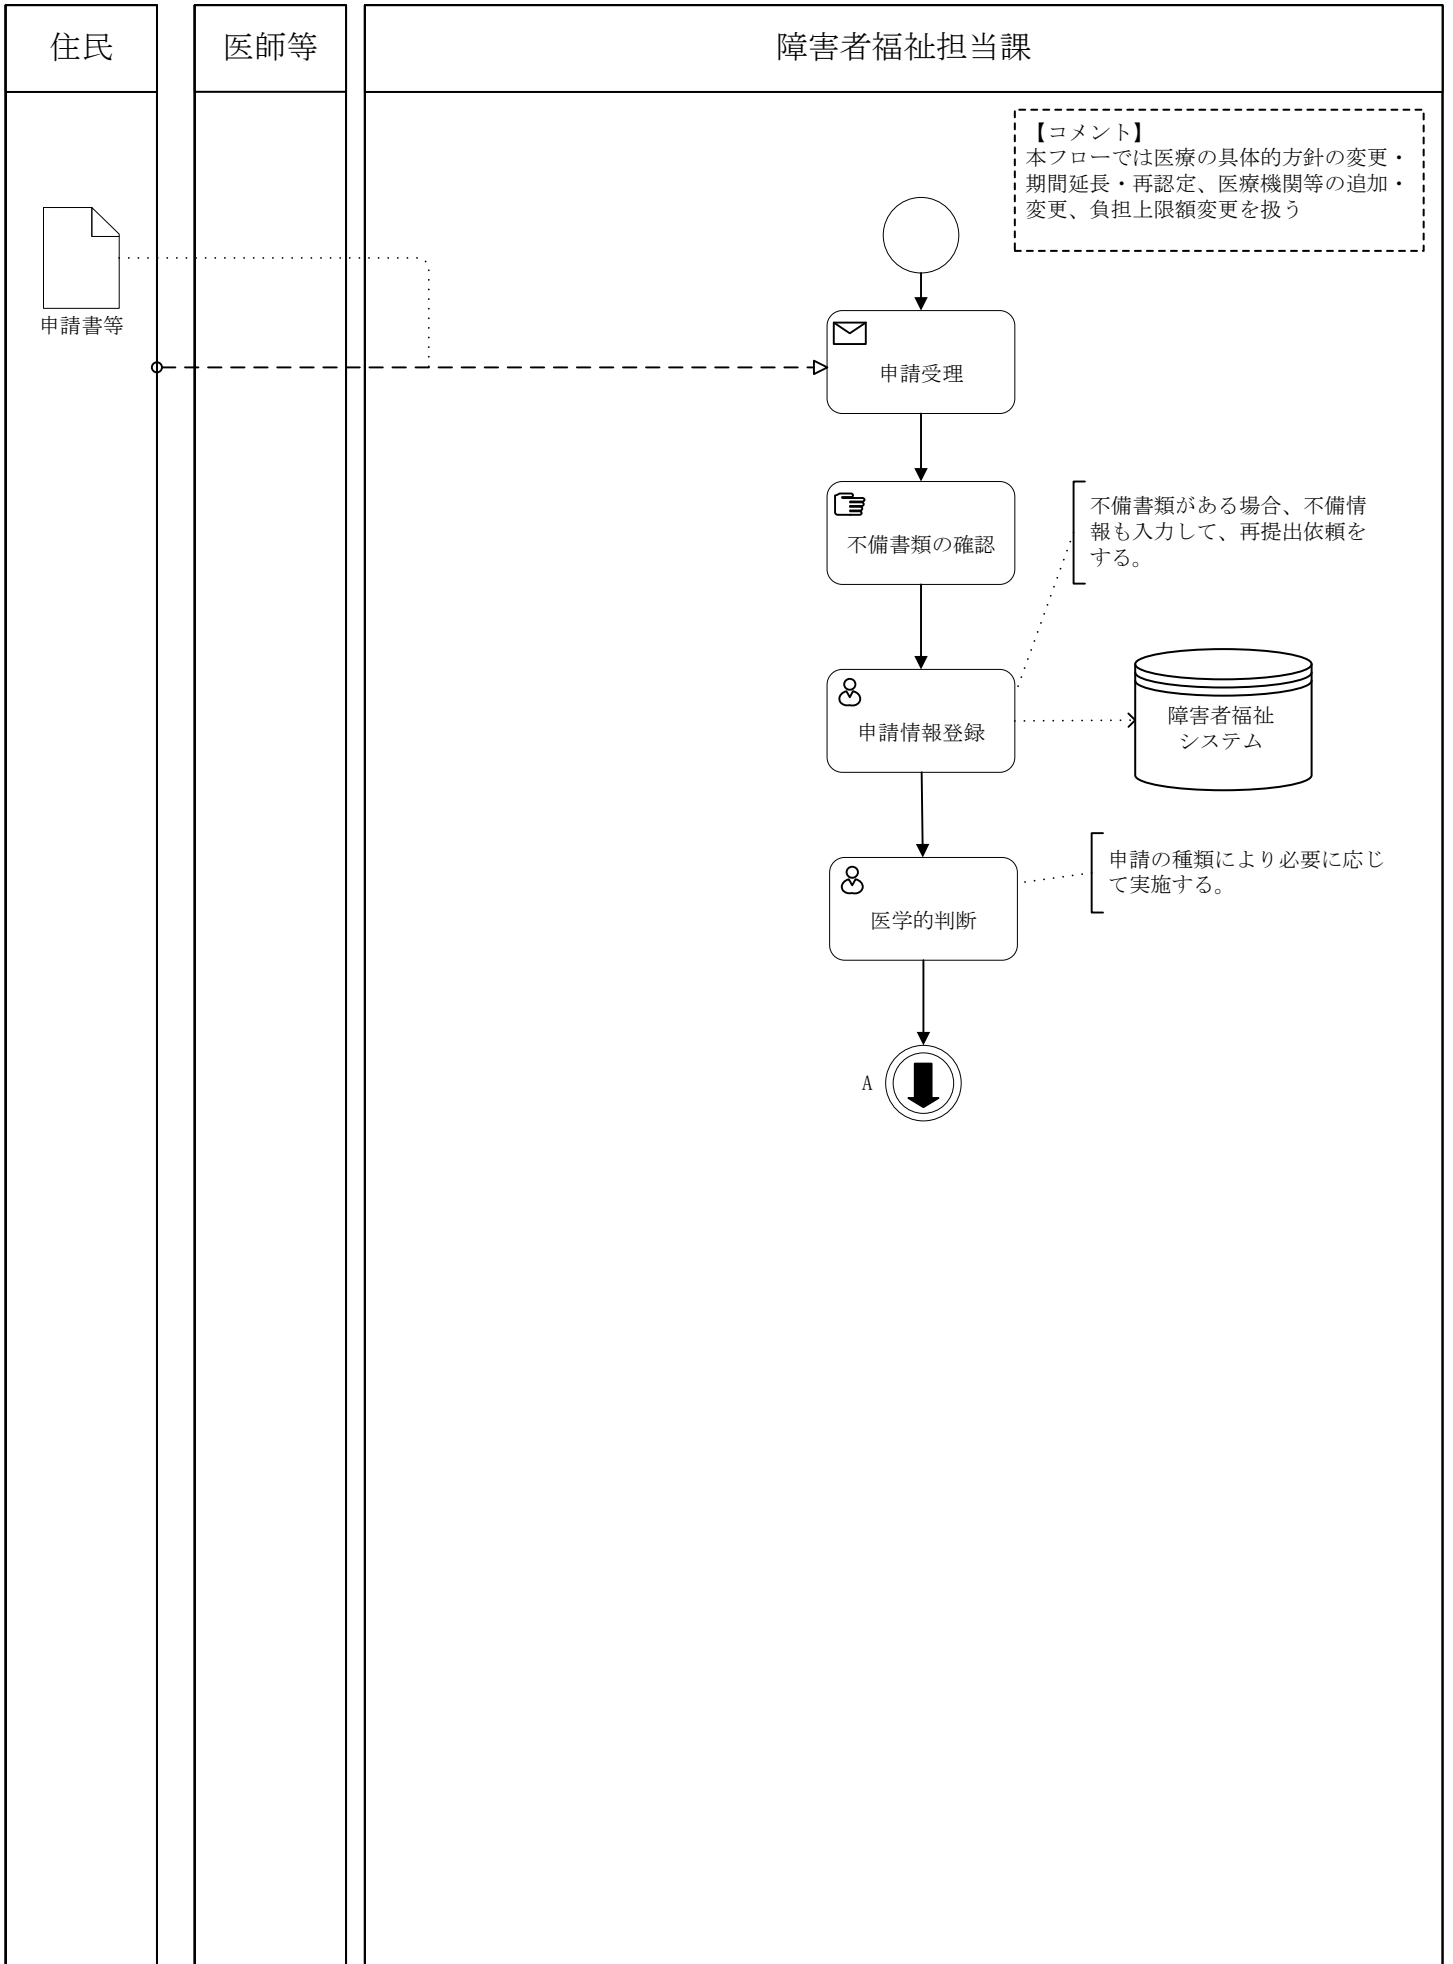 住民
医師等
障害者福祉担当課
【コメント】
本フローでは医療の具体的方針の変更・
期間延長・再認定、医療機関等の追加・
変更、負担上限額変更を扱う
申請書等
申請受理
不備書類の確認
不備書類がある場合、不備情
報も入力して、再提出依頼を
する。
申請情報登録
障害者福祉
システム
医学的判断
申請の種類により必要に応じ
て実施する。
A